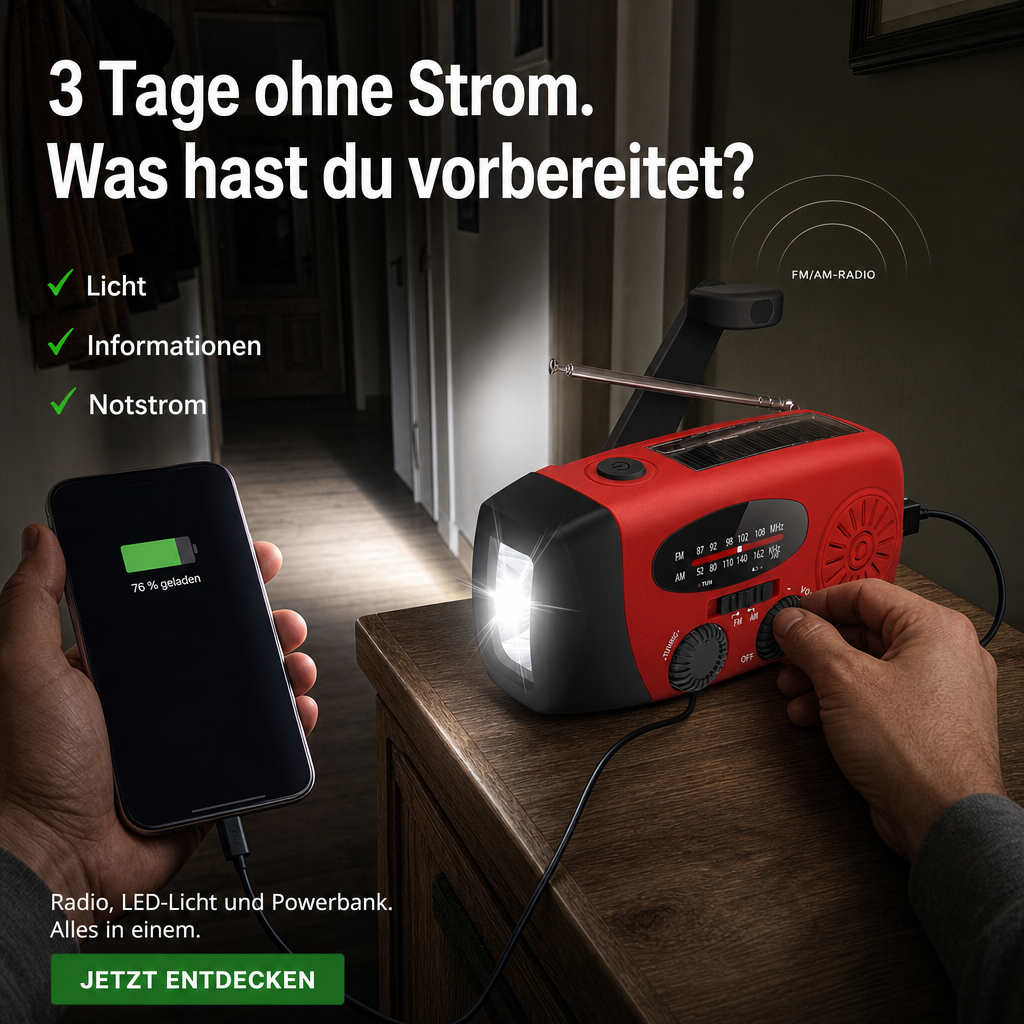 3 Tage ohne Strom.
Was hast du vorbereitet?
FM/AM-RADIO
Licht
Informationen
Notstrom
76 % geladen
FM 87 92 98 102 108 MHz
AM 52 80 110 140 162
FM AM
OFF
Radio, LED-Licht und Powerbank.
Alles in einem.
JETZT ENTDECKEN